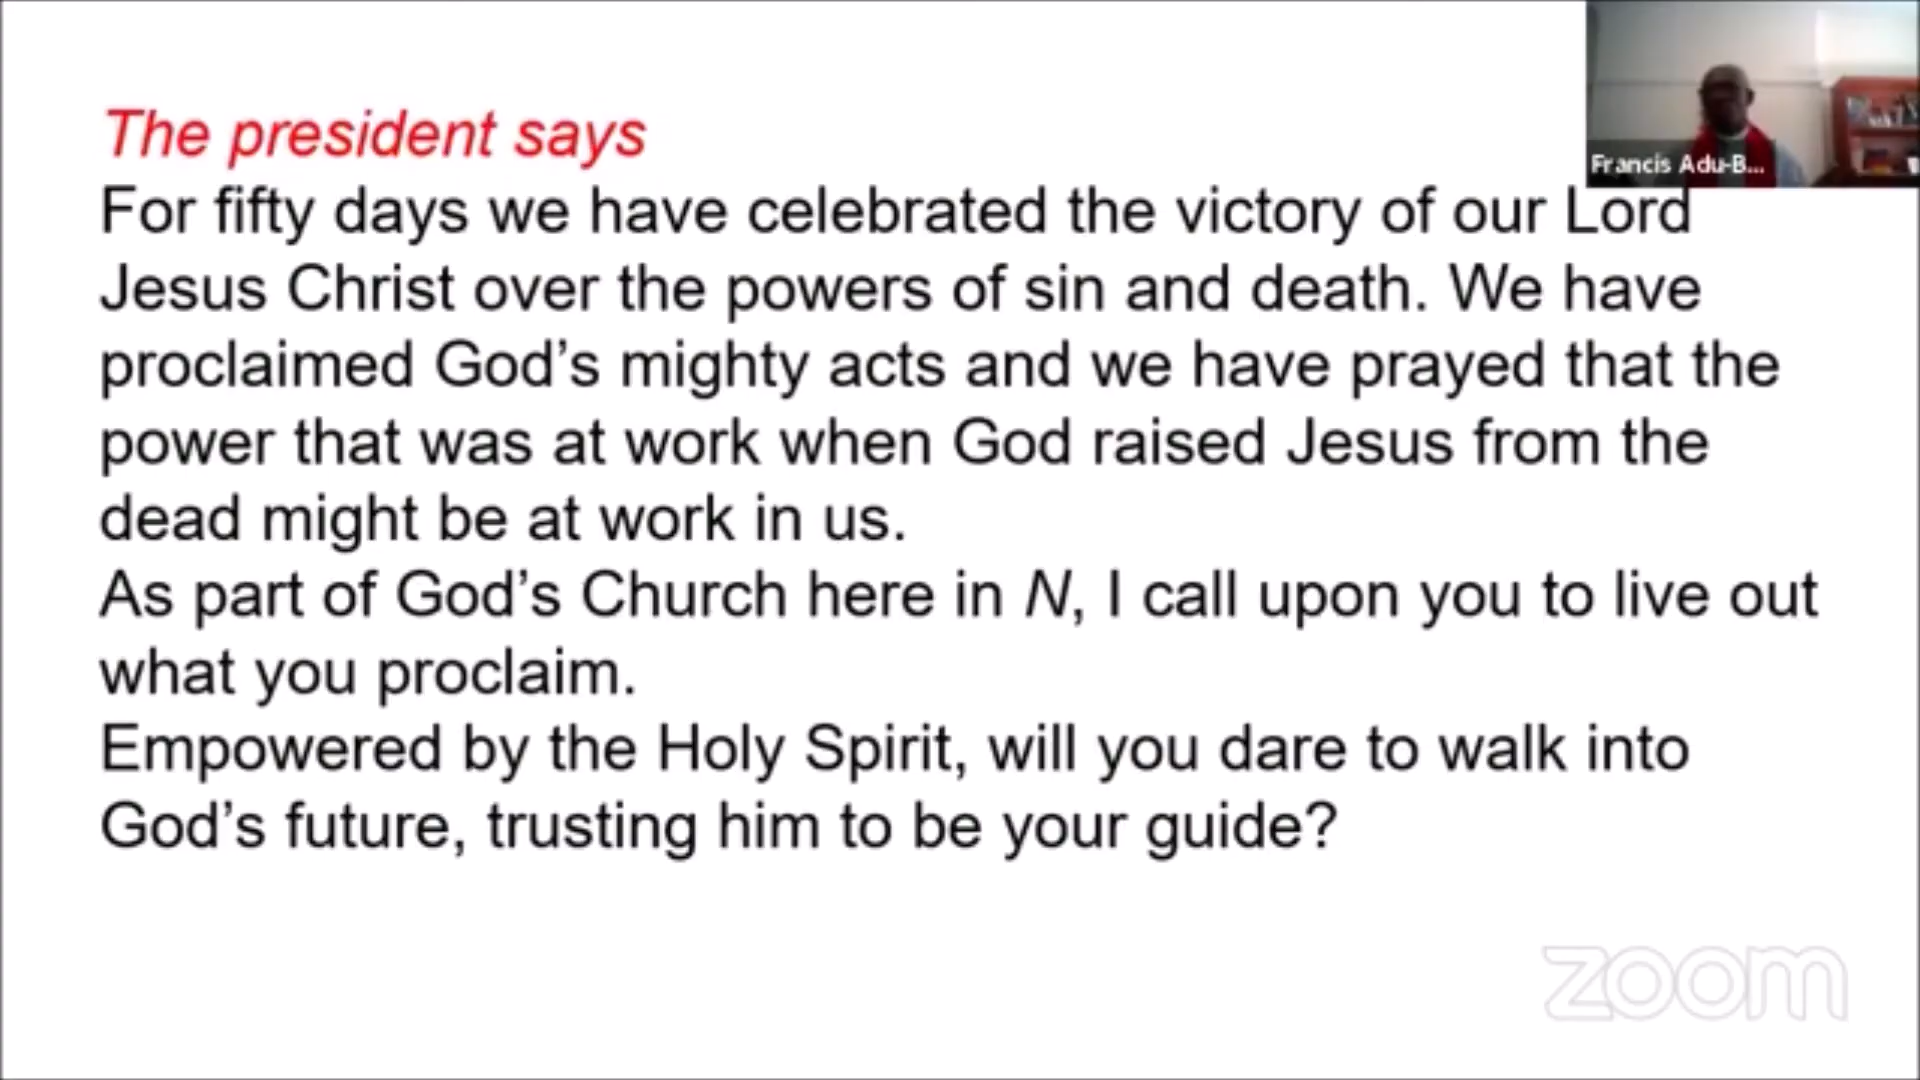 The president says
Francis Adu-B...
For fifty days we have celebrated the victory of our Lord
Jesus Christ over the powers of sin and death. We have
proclaimed God’s mighty acts and we have prayed that the
power that was at work when God raised Jesus from the
dead might be at work in us.
As part of God’s Church here in N, I call upon you to live out
what you proclaim.
Empowered by the Holy Spirit, will you dare to walk into
God’s future, trusting him to be your guide?
zoom